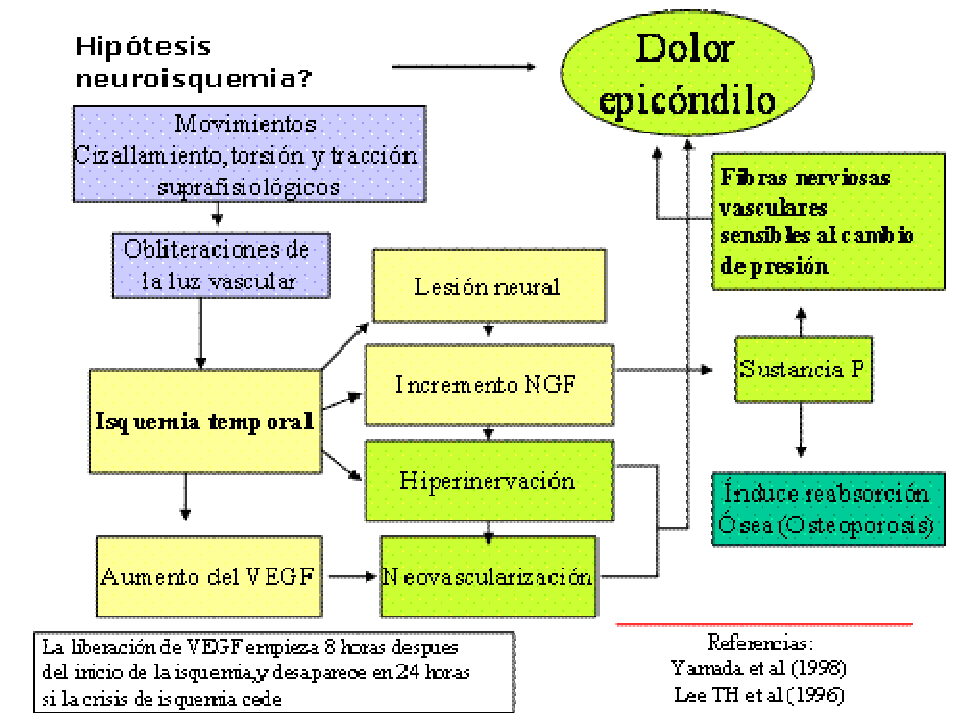 Hipótesis
neuroisquemia?
Dolor
epicóndilo
Movimientos
Cizallamiento, torsión y tracción
suprafisiológicos
Obliteraciones de
la luz vascular
Lesión neural
Fibras nerviosas
vasculares
sensibles al cambio
de presión
Isquemia temporal
Incremento NGF
Sustancia P
Hiperinervación
Índuce reabsorción
Ósea (Osteoporosis)
Aumento del VEGF
Neovascularización
La liberación de VEGF empieza 8 horas despues
del inicio de la isquemia,y desaparece en 24 horas
si la crisis de isquemia cede
Referencias:
Yamada et al (1998)
Lee TH et al (1996)